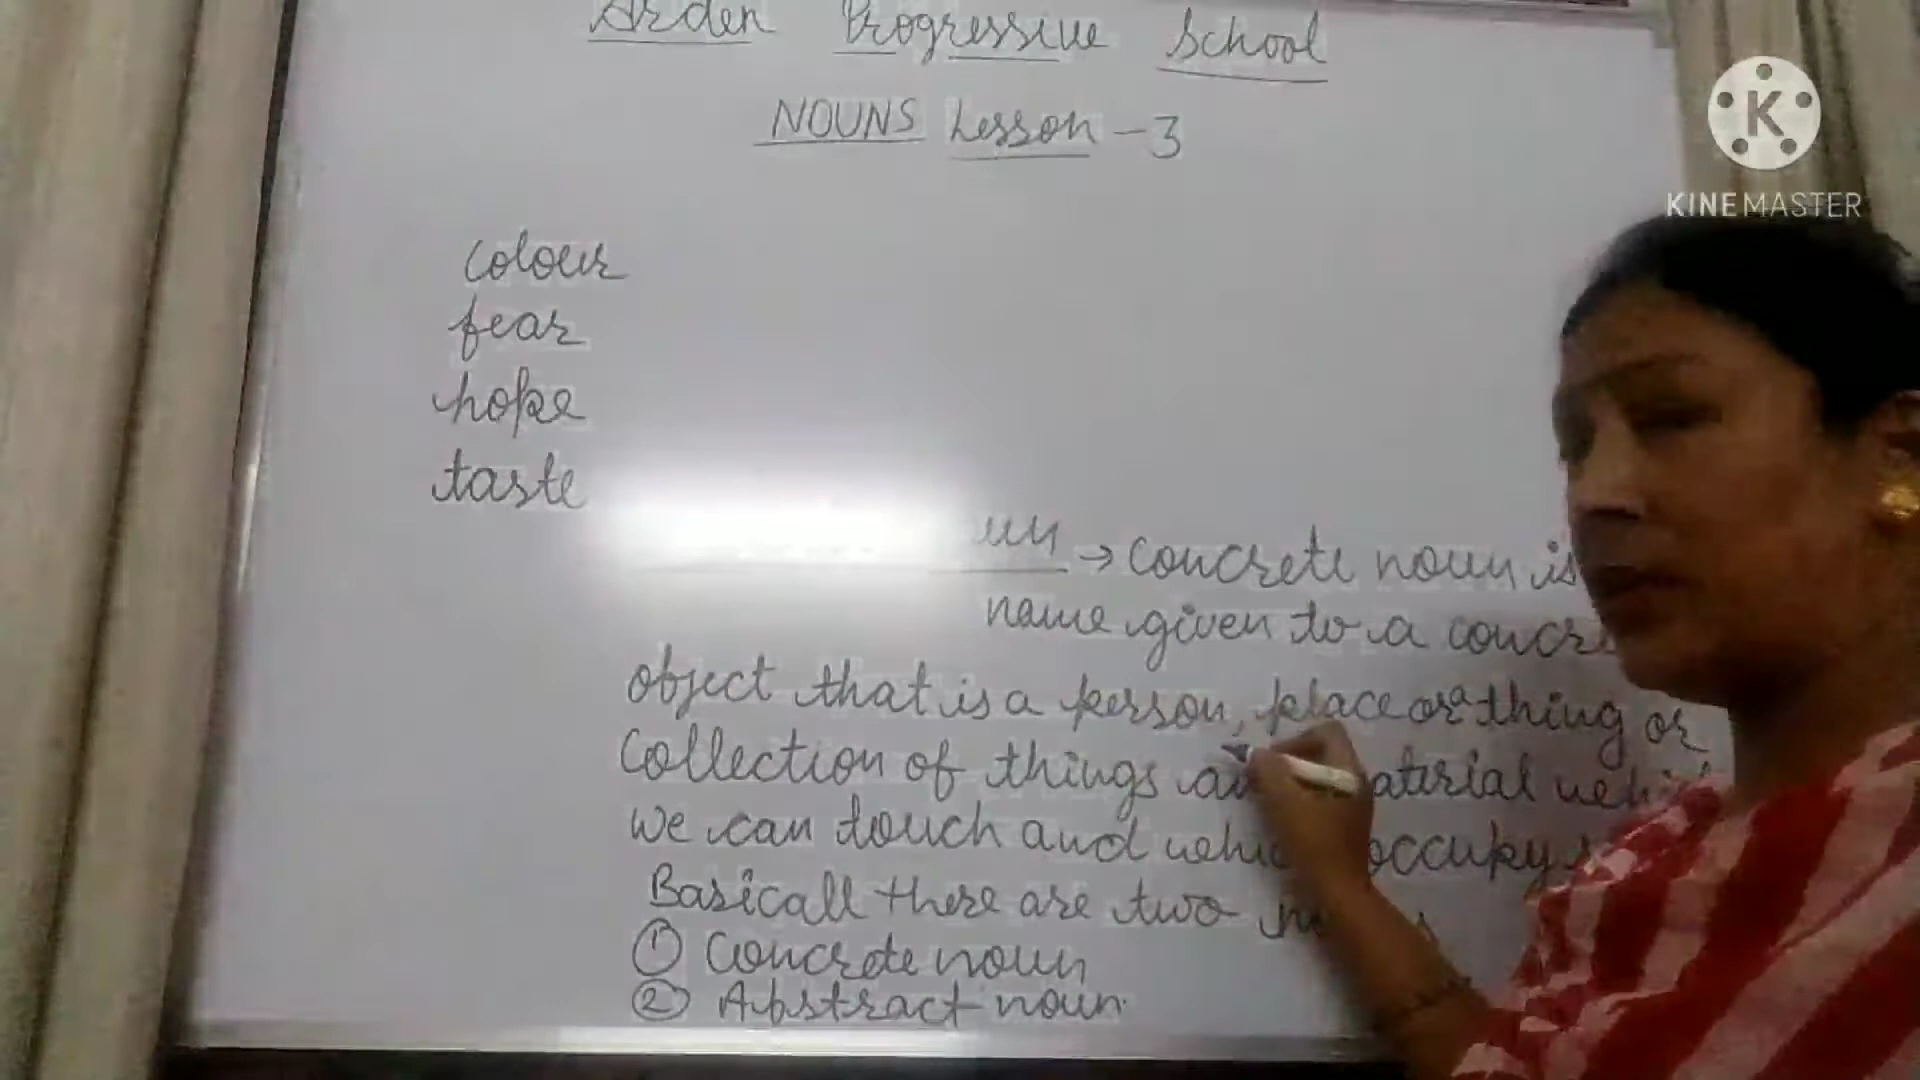 Arden Progressive School
NOUNS Lesson - 3
K
KINEMASTER
colour
fear
hope
taste
→ concrete noun is
name given to a
object that is a person, place or a thing or
Collection of things
we can touch and occupy
Basicall there are two
① Concrete noun
② Abstract noun